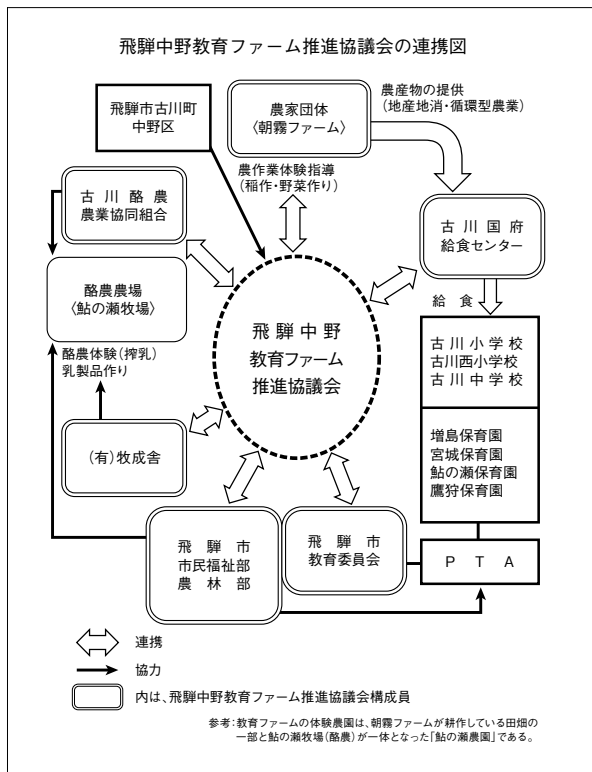 飛騨中野教育ファーム推進協議会の連携図
飛騨市古川町
中野区
農家団体
〈朝霧ファーム〉
農産物の提供
(地産地消・循環型農業)
農作業体験指導
(稲作・野菜作り)
古川酪農
農業協同組合
古川国府
給食センター
酪農農場
〈鮎の瀬牧場〉
給食
飛騨中野
教育ファーム
推進協議会
古川小学校
古川西小学校
古川中学校
酪農体験(搾乳)
乳製品作り
増島保育園
宮城保育園
鮎の瀬保育園
鷹狩保育園
(有)牧成舎
飛騨市
市民福祉部
農林部
飛騨市
教育委員会
PTA
連携
協力
内は、飛騨中野教育ファーム推進協議会構成員
参考:教育ファームの体験農園は、朝霧ファームが耕作している田畑の
一部と鮎の瀬牧場(酪農)が一体となった「鮎の瀬農園」である。